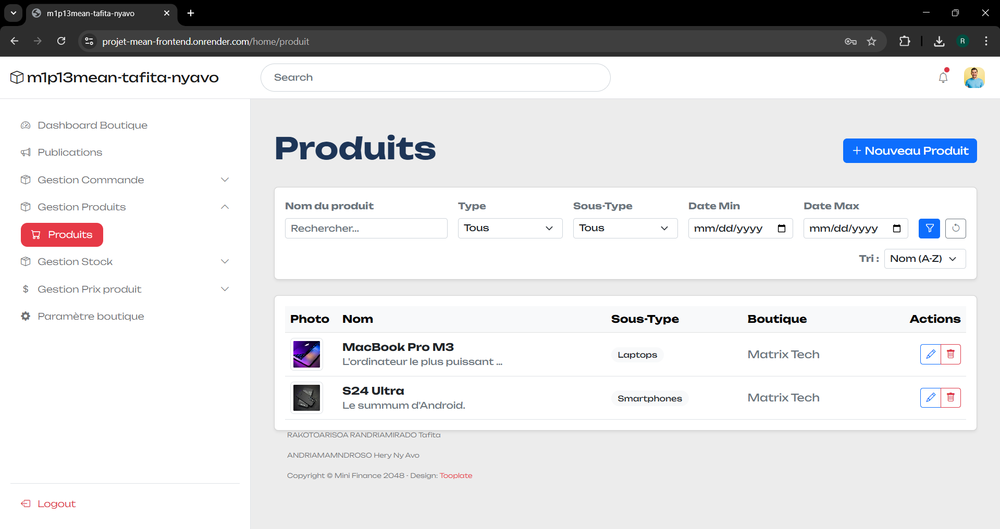 m1p13mean-tafita-nyavo
projet-mean-frontend.onrender.com/home/produit
R
m1p13mean-tafita-nyavo
Search
Dashboard Boutique
Publications
Gestion Commande
Gestion Produits
Produits
Gestion Stock
$ Gestion Prix produit
Paramètre boutique
Logout
Produits
+ Nouveau Produit
Nom du produit Type Sous-Type Date Min Date Max
Rechercher... Tous Tous mm/dd/yyyy mm/dd/yyyy
Tri : Nom (A-Z)
Photo Nom Sous-Type Boutique Actions
MacBook Pro M3
L'ordinateur le plus puissant ...
Laptops
Matrix Tech
S24 Ultra
Le summum d'Android.
Smartphones
Matrix Tech
RAKOTOARISOA RANDRIAMIRADO Tafita
ANDRIAMAMNDROSO Hery Ny Avo
Copyright © Mini Finance 2048 - Design: Tooplate